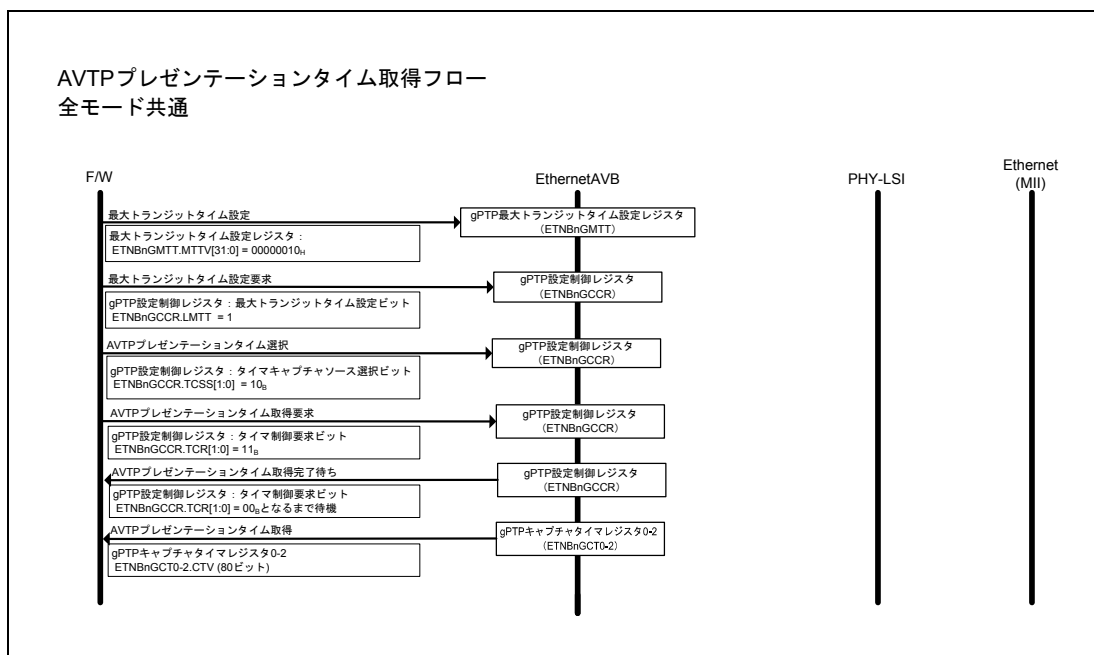 AVTPプレゼンテーションタイム取得フロー
全モード共通
F/W
EthernetAVB
PHY-LSI
Ethernet
(MII)
最大トランジットタイム設定
gPTP最大トランジットタイム設定レジスタ
（ETNBnGMTT）
最大トランジットタイム設定レジスタ：
ETNBnGMTT.MTTV[31:0] = 00000010H
最大トランジットタイム設定要求
gPTP設定制御レジスタ
（ETNBnGCCR）
gPTP設定制御レジスタ：最大トランジットタイム設定ビット
ETNBnGCCR.LMTT = 1
AVTPプレゼンテーションタイム選択
gPTP設定制御レジスタ
（ETNBnGCCR）
gPTP設定制御レジスタ：タイマキャプチャソース選択ビット
ETNBnGCCR.TCSS[1:0] = 10B
AVTPプレゼンテーションタイム取得要求
gPTP設定制御レジスタ
（ETNBnGCCR）
gPTP設定制御レジスタ：タイマ制御要求ビット
ETNBnGCCR.TCR[1:0] = 11B
AVTPプレゼンテーションタイム取得完了待ち
gPTP設定制御レジスタ
（ETNBnGCCR）
gPTP設定制御レジスタ：タイマ制御要求ビット
ETNBnGCCR.TCR[1:0] = 00Bとなるまで待機
AVTPプレゼンテーションタイム取得
gPTPキャプチャタイマレジスタ0-2
（ETNBnGCT0-2）
gPTPキャプチャタイマレジスタ0-2
ETNBnGCT0-2.CTV (80ビット)